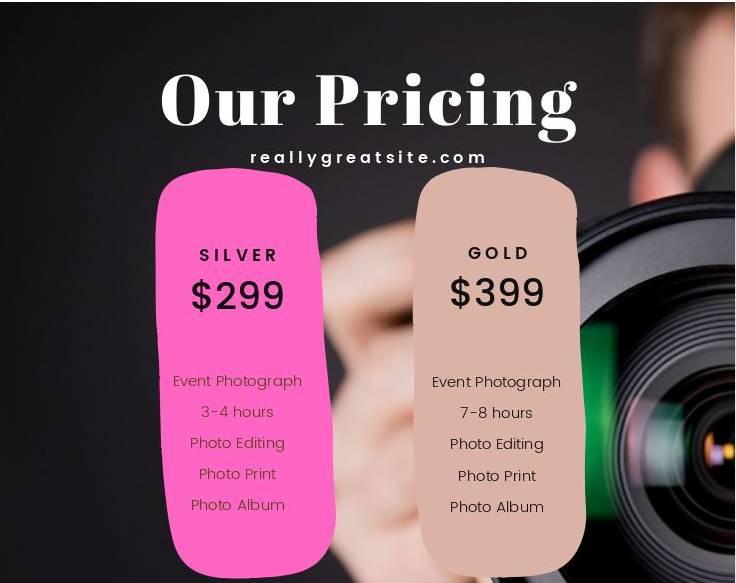 Our Pricing
reallygreatsite.com
SILVER
$299
Event Photograph
3-4 hours
Photo Editing
Photo Print
Photo Album
GOLD
$399
Event Photograph
7-8 hours
Photo Editing
Photo Print
Photo Album